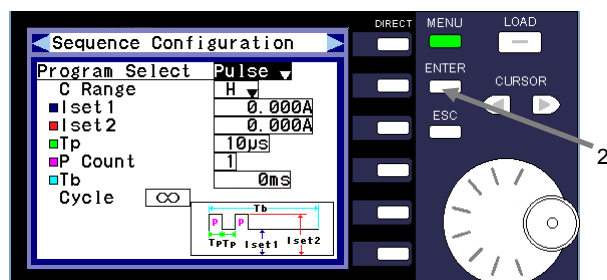 DIRECT MENU LOAD
Sequence Configuration
Program Select Pulse
ENTER
C Range H
CURSOR
Iset1 0.000A
ESC
Iset2 0.000A
Tp 10µs
P Count 1
2
Tb 0ms
Cycle ∞
Tb
P P
TPTP Iset1 Iset2